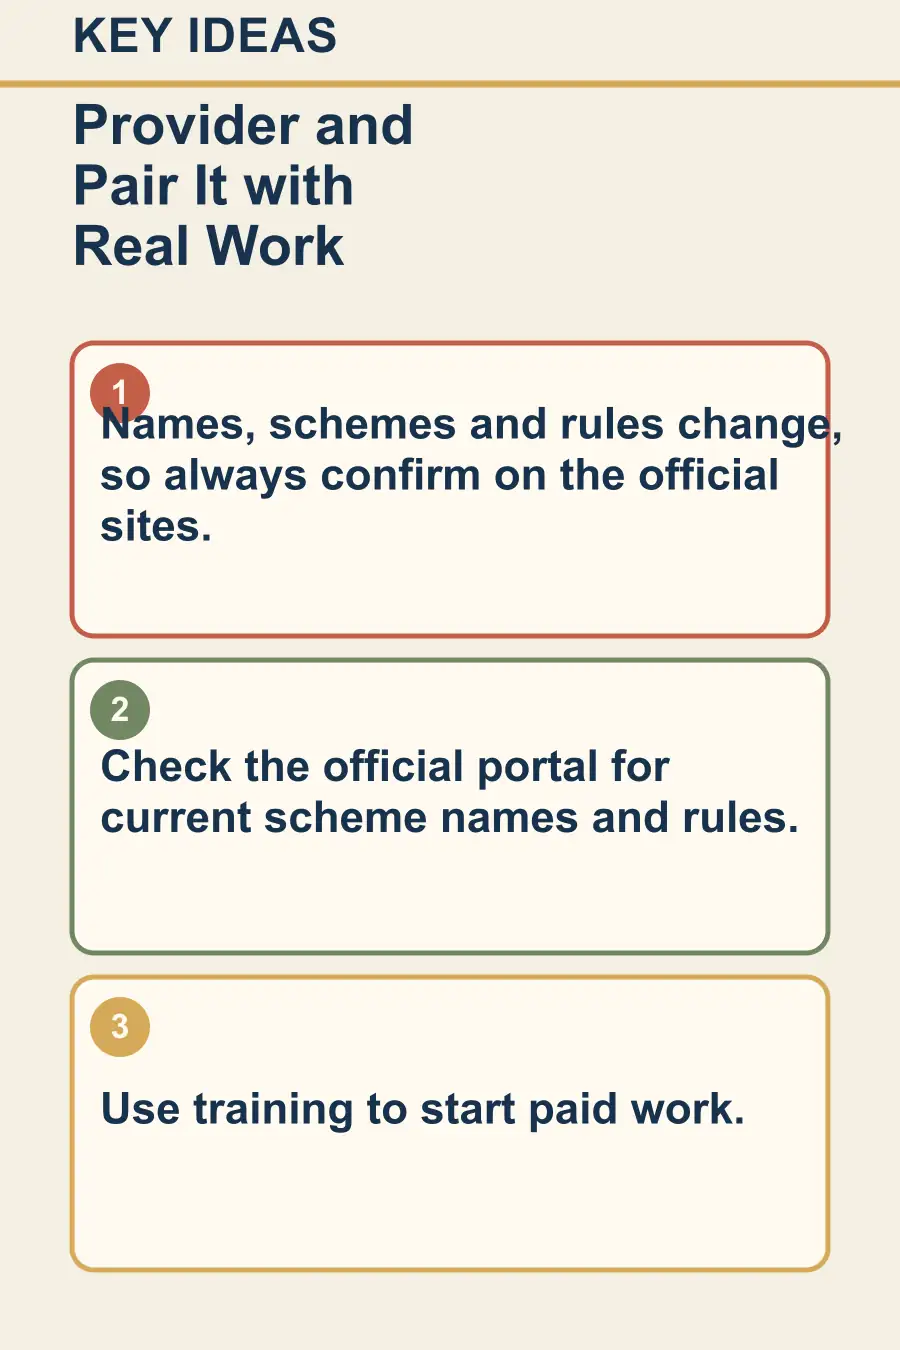 KEY IDEAS
Provider and
Pair It with
Real Work
1
Names, schemes and rules change,
so always confirm on the official
sites.
2
Check the official portal for
current scheme names and rules.
3
Use training to start paid work.